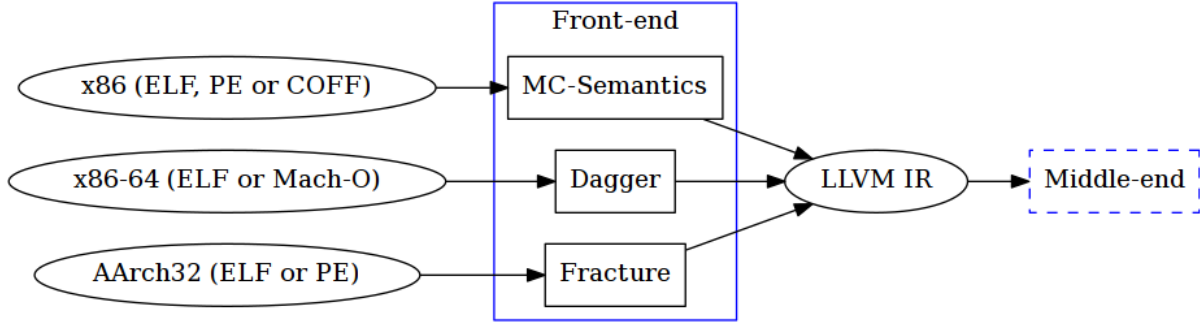 Front-end
x86 (ELF, PE or COFF)
MC-Semantics
x86-64 (ELF or Mach-O)
Dagger
LLVM IR
Middle-end
AArch32 (ELF or PE)
Fracture